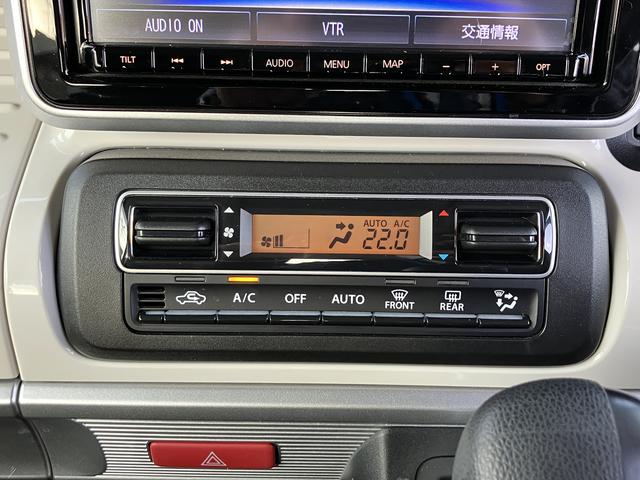 AUDIO ON VTR 交通情報
TILT AUDIO MENU MAP − + OPT
AUTO A/C
22.0
A/C OFF AUTO FRONT REAR